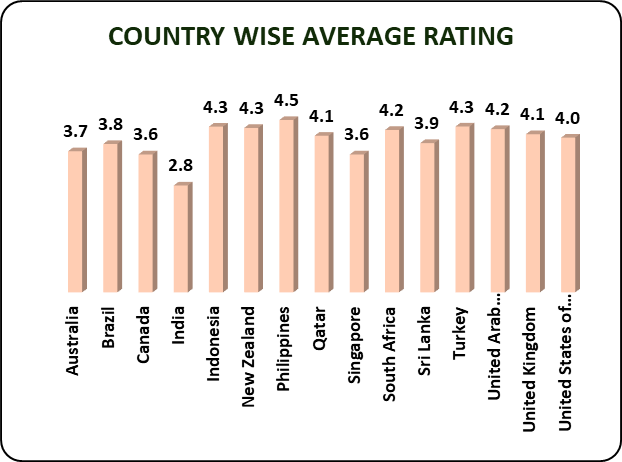 COUNTRY WISE AVERAGE RATING
3.7
3.8
3.6
2.8
4.3
4.3
4.5
4.1
3.6
4.2
3.9
4.3
4.2
4.1
4.0
Australia
Brazil
Canada
India
Indonesia
New Zealand
Philippines
Qatar
Singapore
South Africa
Sri Lanka
Turkey
United Arab...
United Kingdom
United States of...